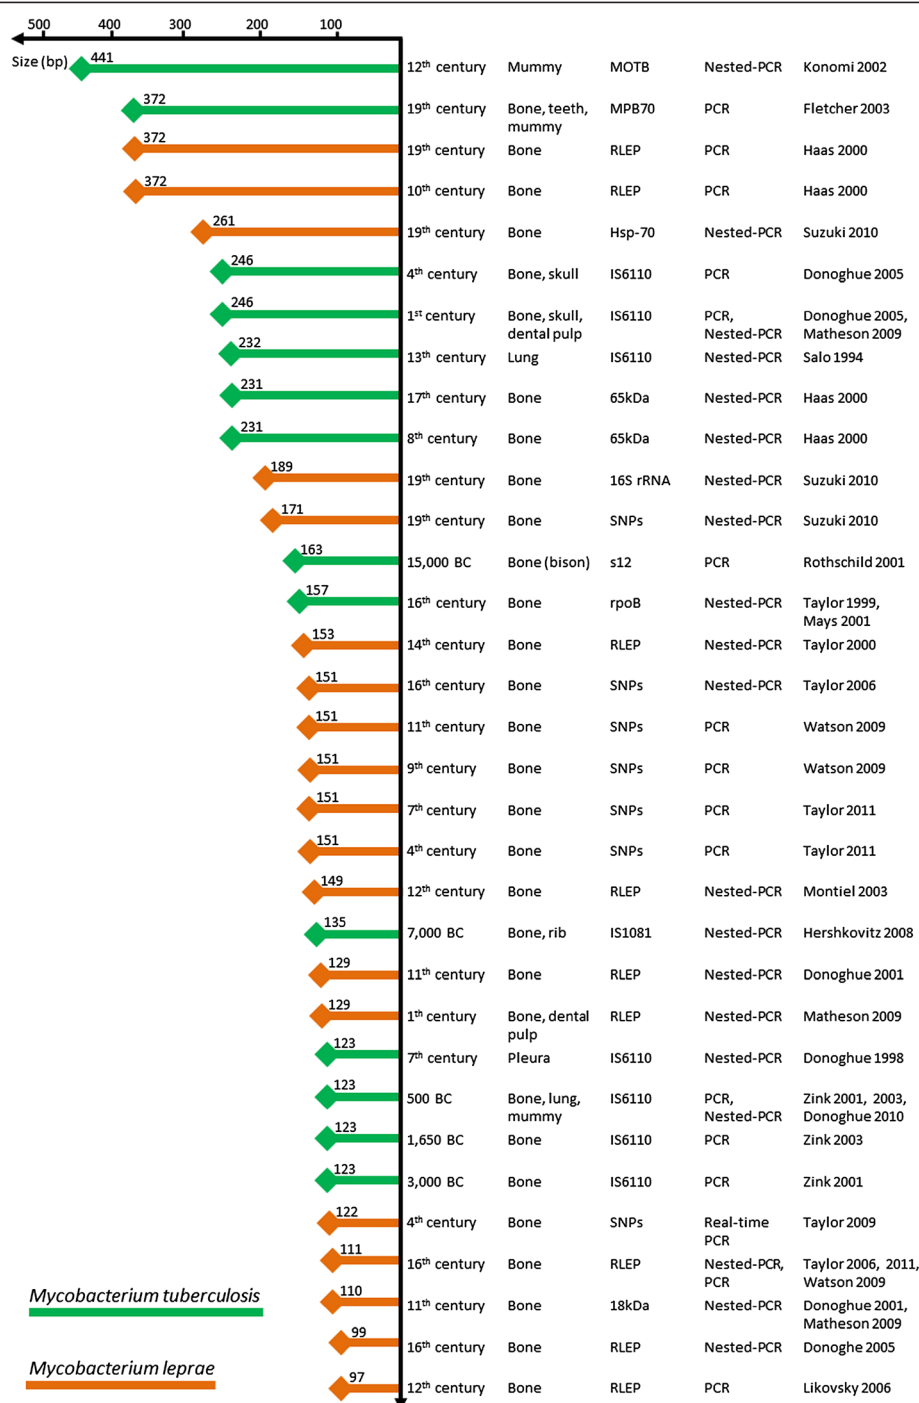 500 400 300 200 100
Size (bp)
441 12th century Mummy MOTB Nested-PCR Konomi 2002
372 19th century Bone, teeth, MPB70 PCR Fletcher 2003
mummy
372 19th century Bone RLEP PCR Haas 2000
372 10th century Bone RLEP PCR Haas 2000
261 19th century Bone Hsp-70 Nested-PCR Suzuki 2010
246 4th century Bone, skull IS6110 PCR Donoghue 2005
246 1st century Bone, skull, IS6110 PCR, Donoghue 2005,
dental pulp Nested-PCR Matheson 2009
232 13th century Lung IS6110 Nested-PCR Salo 1994
231 17th century Bone 65kDa Nested-PCR Haas 2000
231 8th century Bone 65kDa Nested-PCR Haas 2000
189 19th century Bone 16S rRNA Nested-PCR Suzuki 2010
171 19th century Bone SNPs Nested-PCR Suzuki 2010
163 15,000 BC Bone (bison) s12 PCR Rothschild 2001
157 16th century Bone rpoB Nested-PCR Taylor 1999,
Mays 2001
153 14th century Bone RLEP Nested-PCR Taylor 2000
151 16th century Bone SNPs Nested-PCR Taylor 2006
151 11th century Bone SNPs PCR Watson 2009
151 9th century Bone SNPs PCR Watson 2009
151 7th century Bone SNPs PCR Taylor 2011
151 4th century Bone SNPs PCR Taylor 2011
149 12th century Bone RLEP Nested-PCR Montiel 2003
135 7,000 BC Bone, rib IS1081 Nested-PCR Hershkovitz 2008
129 11th century Bone RLEP Nested-PCR Donoghue 2001
129 1th century Bone, dental RLEP Nested-PCR Matheson 2009
pulp
123 7th century Pleura IS6110 Nested-PCR Donoghue 1998
123 500 BC Bone, lung, IS6110 PCR, Zink 2001, 2003,
mummy Nested-PCR Donoghue 2010
123 1,650 BC Bone IS6110 PCR Zink 2003
123 3,000 BC Bone IS6110 PCR Zink 2001
122 4th century Bone SNPs Real-time Taylor 2009
PCR
111 16th century Bone RLEP Nested-PCR, Taylor 2006, 2011,
PCR Watson 2009
110 11th century Bone 18kDa Nested-PCR Donoghue 2001,
Matheson 2009
99 16th century Bone RLEP Nested-PCR Donoghe 2005
97 12th century Bone RLEP PCR Likovsky 2006
Mycobacterium tuberculosis
Mycobacterium leprae